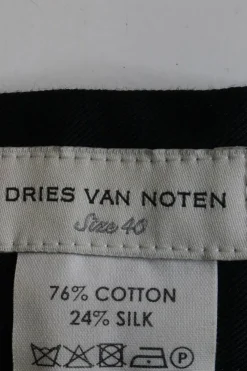 DRIES VAN NOTEN
Size 40
76% COTTON
24% SILK
P